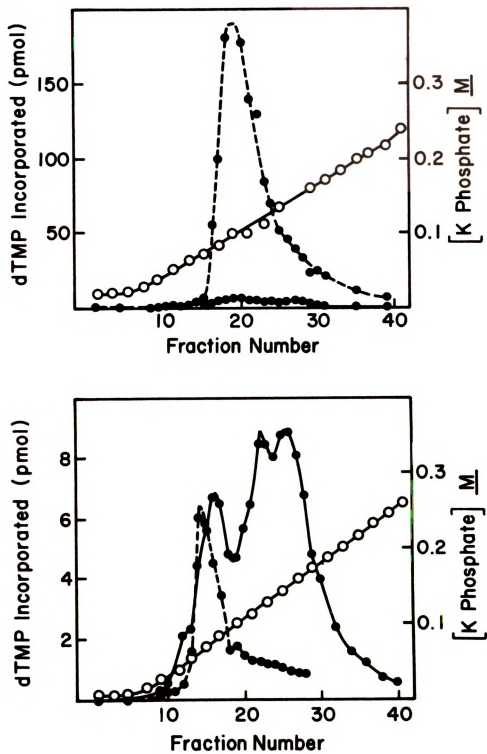 150
100
50
dTMP Incorporated (pmol)
0.3
0.2
0.1
[K Phosphate] M
10 20 30 40
Fraction Number
8
6
4
2
dTMP Incorporated (pmol)
0.3
0.2
0.1
[K Phosphate] M
10 20 30 40
Fraction Number